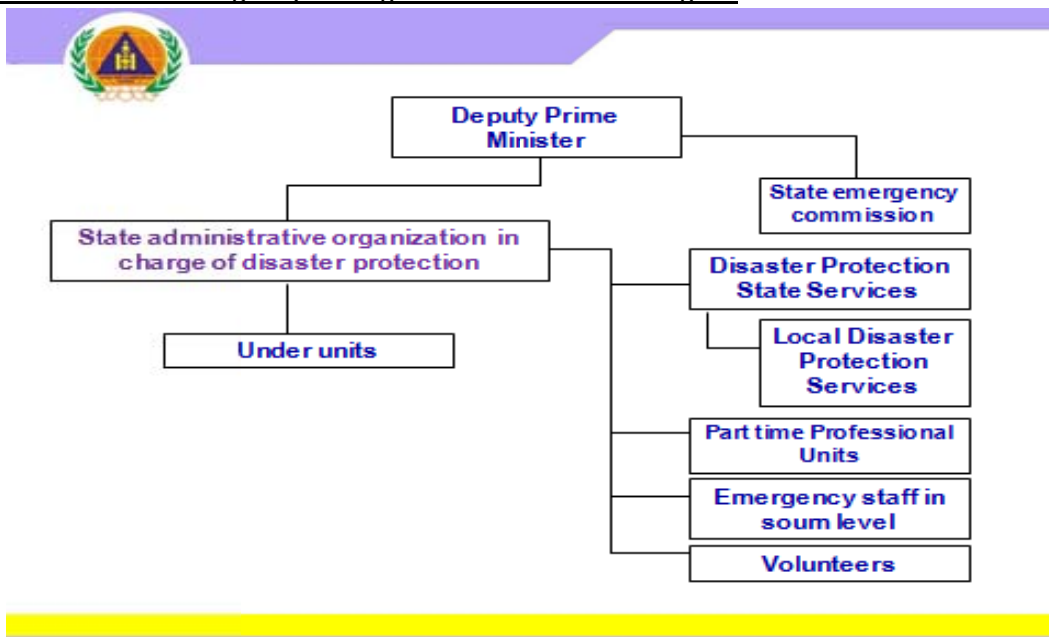 Deputy Prime
Minister
State emergency
commission
State administrative organization in
charge of disaster protection
Disaster Protection
State Services
Under units
Local Disaster
Protection
Services
Part time Professional
Units
Emergency staff in
soum level
Volunteers